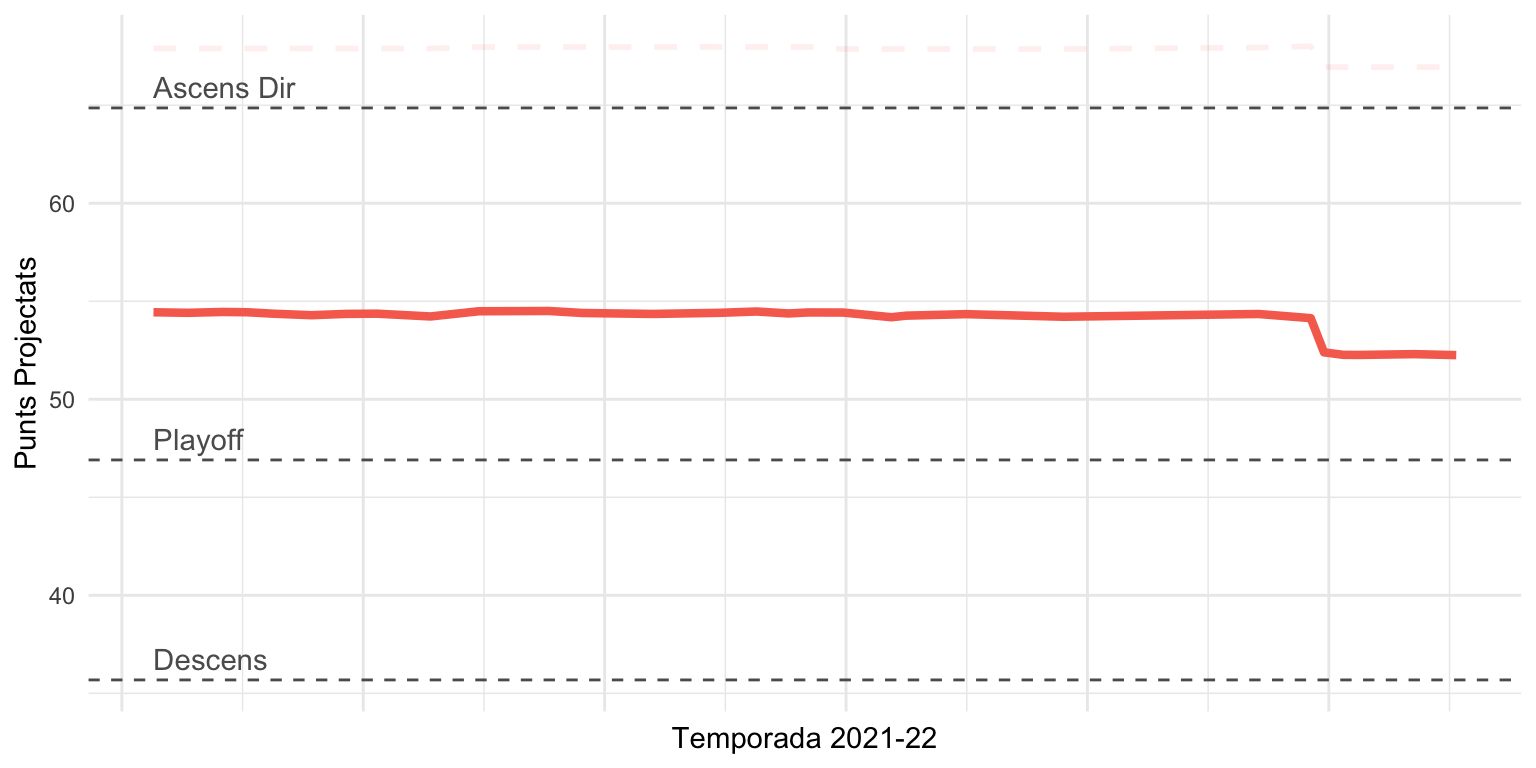 Ascens Dir
60
50
Playoff
40
Descens
Punts Projectats
Temporada 2021-22